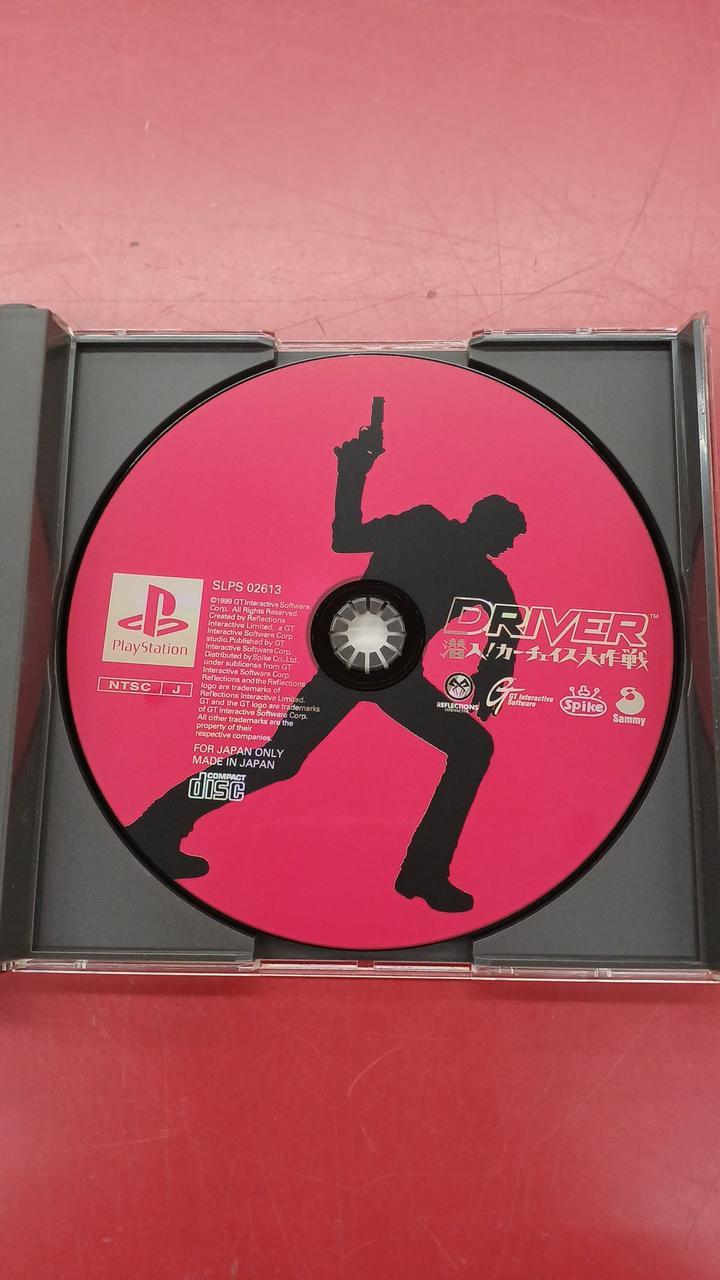 SLPS 02613
©1999 GT Interactive Software
Corp. All Rights Reserved.
Created by Reflections
Interactive Limited, a GT
Interactive Software Corp.
studio.Published by GT
Interactive Software Corp.
Distributed by Spike Co.,Ltd.
under sublicense from GT
Interactive Software Corp.
Reflections and the Reflections
logo are trademarks of
Reflections Interactive Limited.
GT and the GT logo are trademarks
of GT Interactive Software Corp.
All other trademarks are the
property of their
respective companies.
FOR JAPAN ONLY
MADE IN JAPAN
COMPACT
disc
PlayStation
NTSC J
DRIVER™
潜入!カーチェイス大作戦
REFLECTIONS
INTERACTIVE
GT Interactive
Software
Spike
Sammy